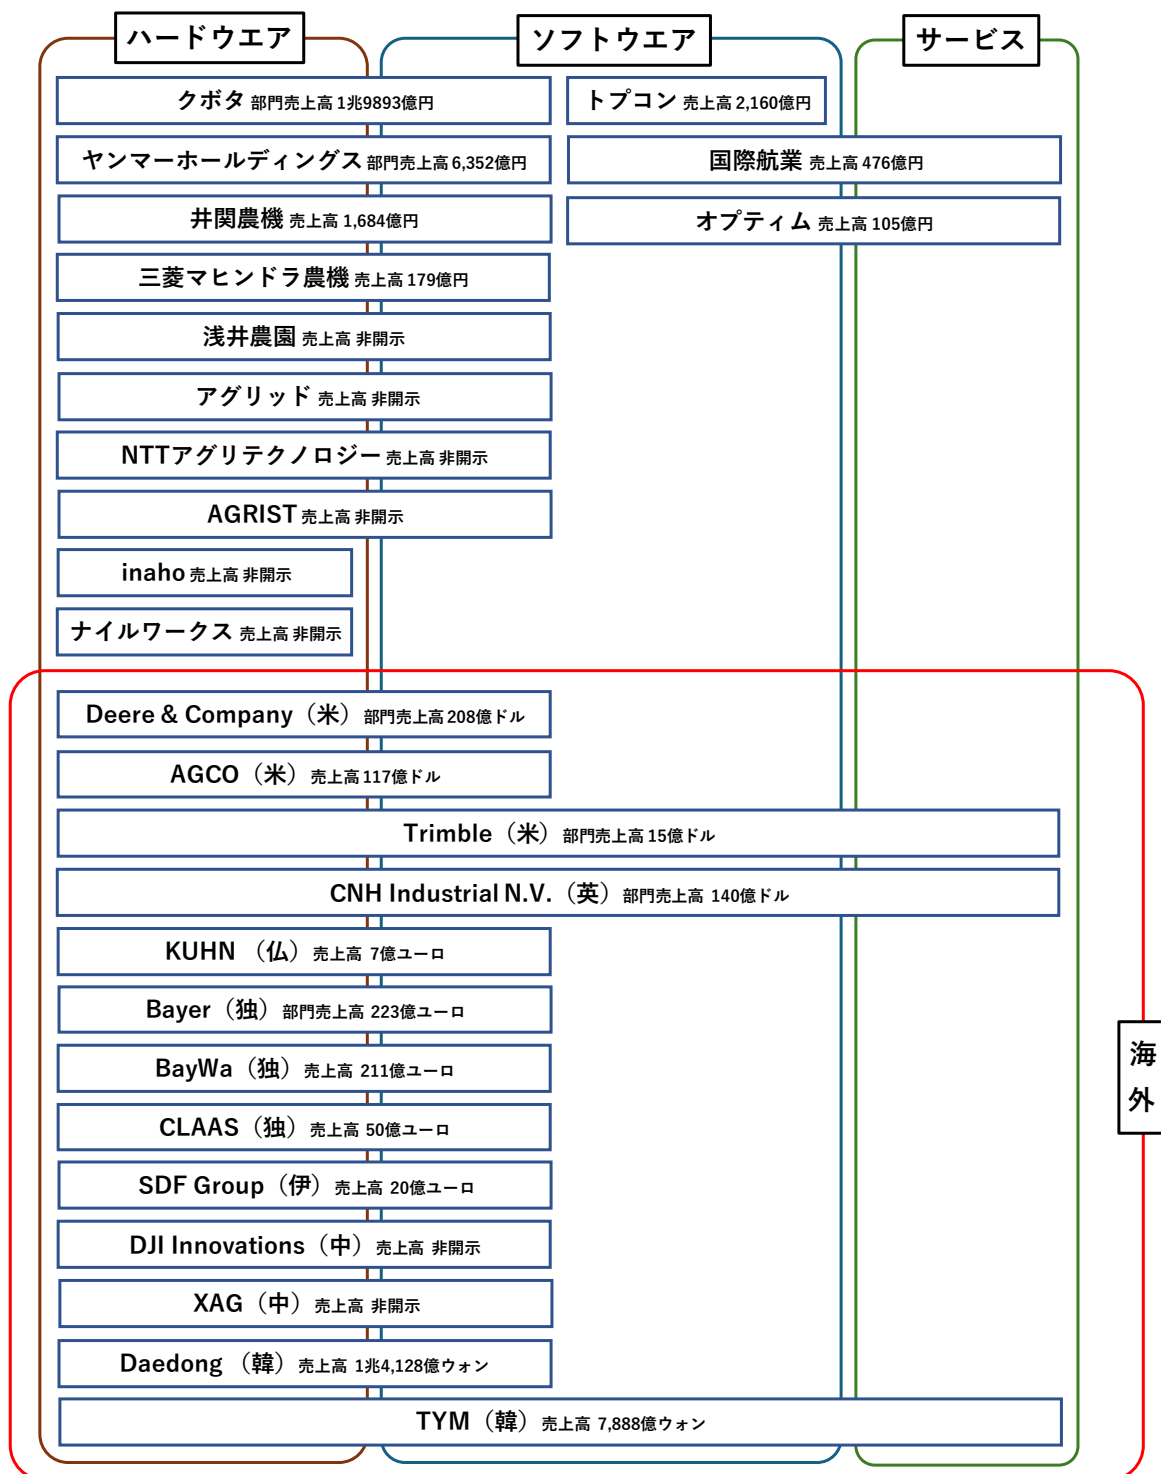 ハードウエア
ソフトウエア
サービス
クボタ 部門売上高 1兆9893億円
トプコン 売上高 2,160億円
ヤンマーホールディングス 部門売上高 6,352億円
国際航業 売上高 476億円
井関農機 売上高 1,684億円
オプティム 売上高 105億円
三菱マヒンドラ農機 売上高 179億円
浅井農園 売上高 非開示
アグリッド 売上高 非開示
NTTアグリテクノロジー 売上高 非開示
AGRIST 売上高 非開示
inaho 売上高 非開示
ナイルワークス 売上高 非開示
Deere & Company（米） 部門売上高 208億ドル
AGCO（米） 売上高 117億ドル
Trimble（米） 部門売上高 15億ドル
CNH Industrial N.V.（英） 部門売上高 140億ドル
KUHN （仏） 売上高 7億ユーロ
Bayer（独） 部門売上高 223億ユーロ
BayWa（独） 売上高 211億ユーロ
海
外
CLAAS（独） 売上高 50億ユーロ
SDF Group（伊） 売上高 20億ユーロ
DJI Innovations（中） 売上高 非開示
XAG（中） 売上高 非開示
Daedong （韓） 売上高 1兆4,128億ウォン
TYM（韓） 売上高 7,888億ウォン